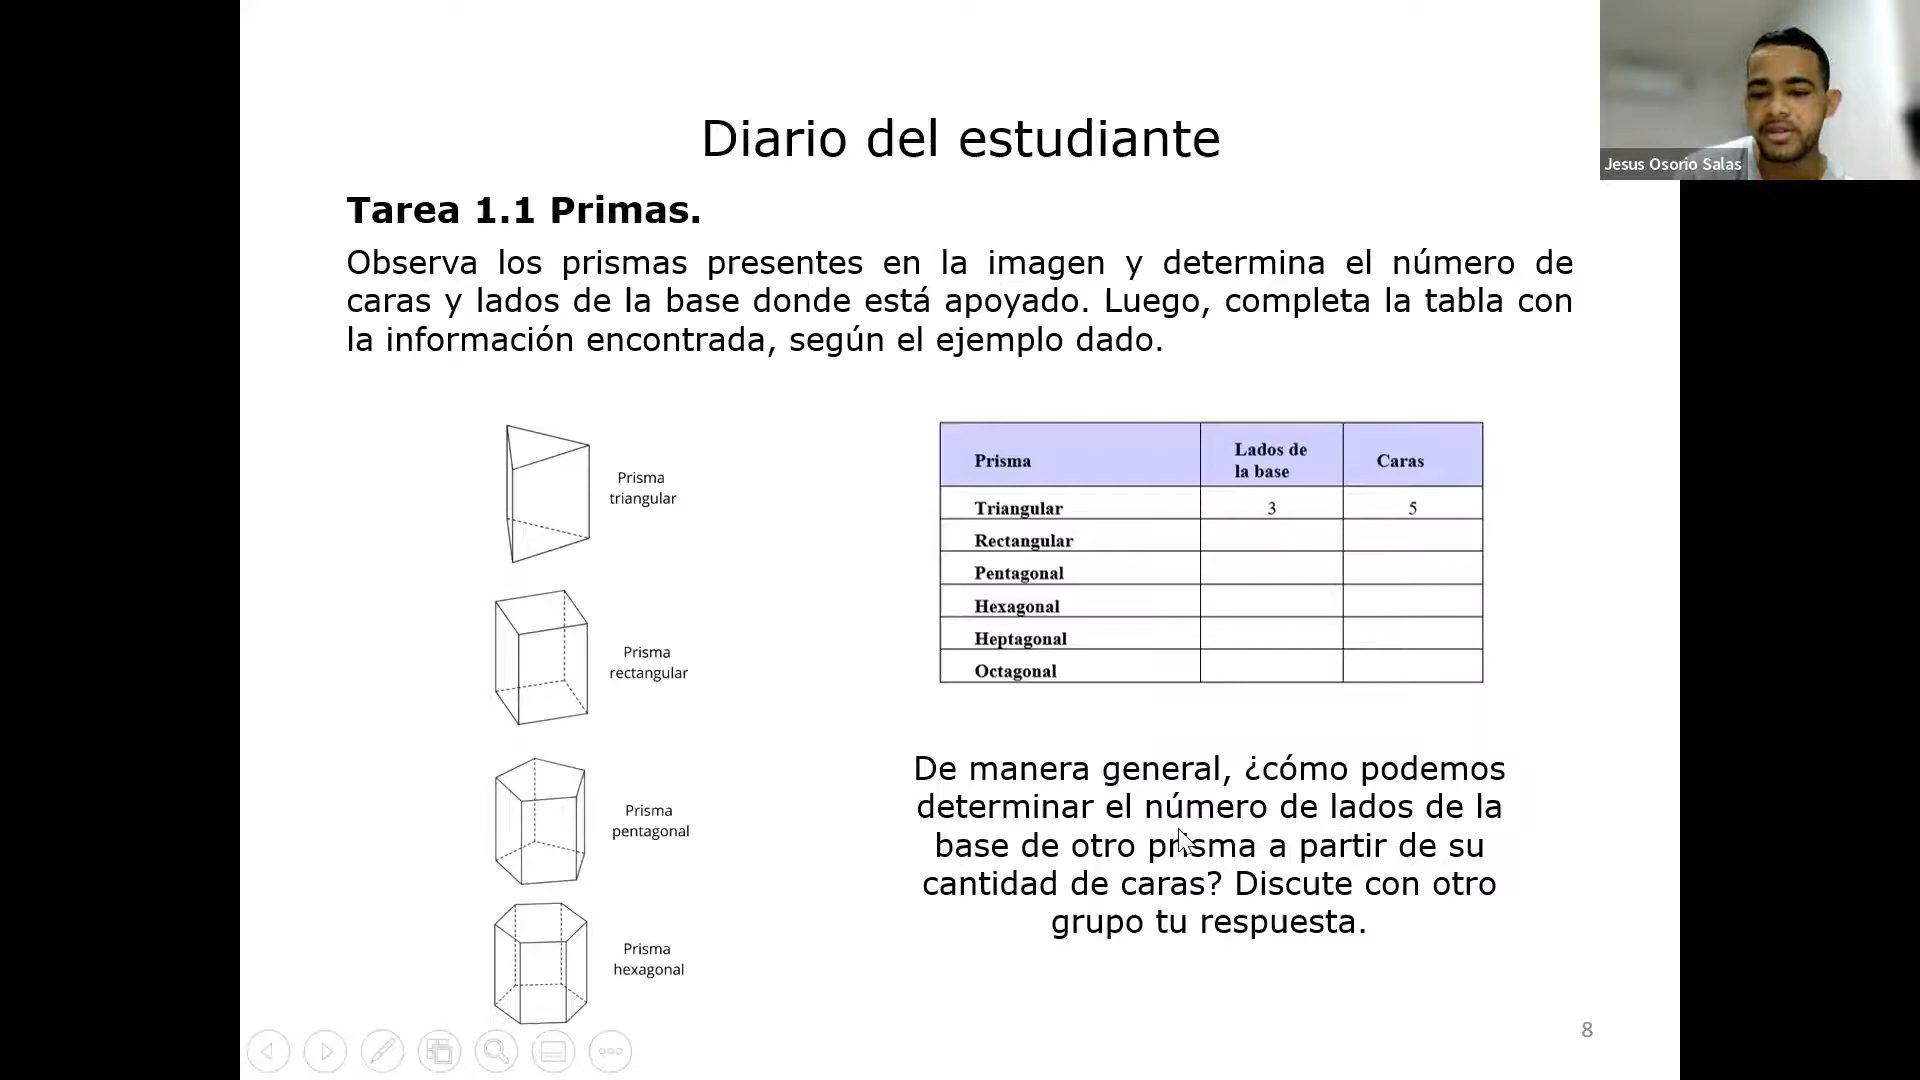 Jesus Osorio Salas
Diario del estudiante
Tarea 1.1 Primas.
Observa los prismas presentes en la imagen y determina el número de
caras y lados de la base donde está apoyado. Luego, completa la tabla con
la información encontrada, según el ejemplo dado.
Prisma
triangular
Prisma
rectangular
Prisma
pentagonal
Prisma
hexagonal
Prisma Lados de la base Caras
Triangular 3 5
Rectangular
Pentagonal
Hexagonal
Heptagonal
Octagonal
De manera general, ¿cómo podemos
determinar el número de lados de la
base de otro prisma a partir de su
cantidad de caras? Discute con otro
grupo tu respuesta.
8